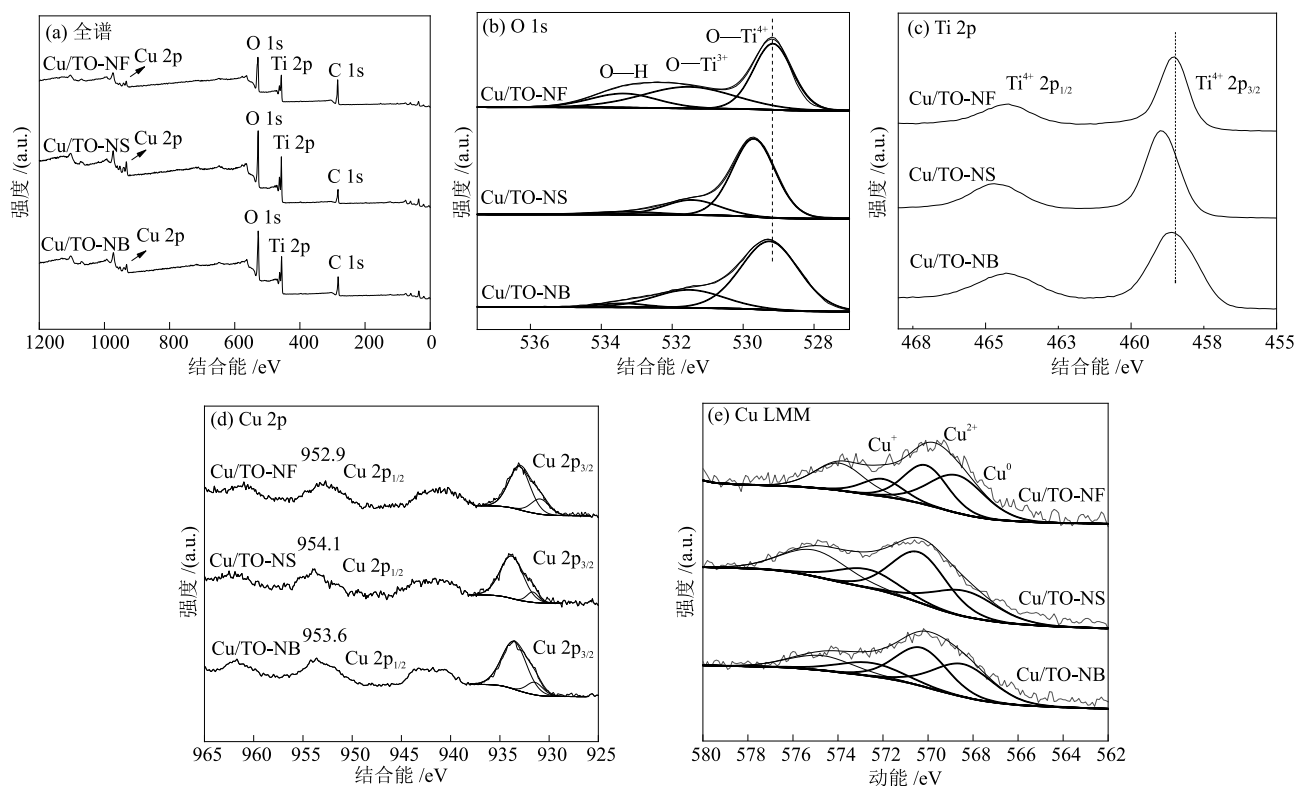 (a) 全谱
O 1s
Cu 2p
Ti 2p
Cu/TO-NF
C 1s
O 1s
Cu 2p
Ti 2p
Cu/TO-NS
C 1s
O 1s
Cu 2p
Ti 2p
Cu/TO-NB
C 1s
强度 /(a.u.)
1200 1000 800 600 400 200 0
结合能 /eV
(b) O 1s
O—Ti⁴⁺
O—Ti³⁺
O—H
Cu/TO-NF
Cu/TO-NS
Cu/TO-NB
强度 /(a.u.)
536 534 532 530 528
结合能 /eV
(c) Ti 2p
Ti⁴⁺ 2p₁/₂
Ti⁴⁺ 2p₃/₂
Cu/TO-NF
Cu/TO-NS
Cu/TO-NB
强度 /(a.u.)
468 465 463 460 458 455
结合能 /eV
(d) Cu 2p
952.9
Cu/TO-NF
Cu 2p₁/₂
Cu 2p₃/₂
954.1
Cu/TO-NS
Cu 2p₁/₂
Cu 2p₃/₂
953.6
Cu/TO-NB
Cu 2p₁/₂
Cu 2p₃/₂
强度 /(a.u.)
965 960 955 950 945 940 935 930 925
结合能 /eV
(e) Cu LMM
Cu⁺
Cu²⁺
Cu⁰
Cu/TO-NF
Cu/TO-NS
Cu/TO-NB
强度 /(a.u.)
580 578 576 574 572 570 568 566 564 562
动能 /eV